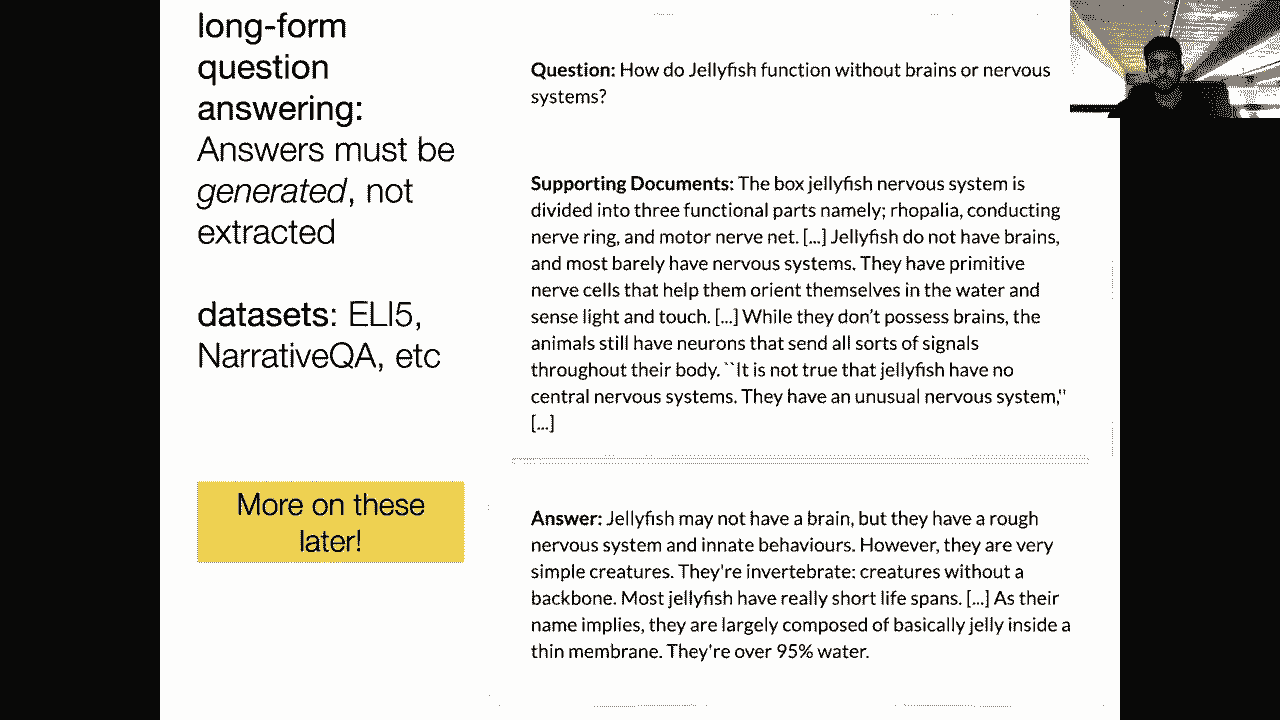 long-form
question
answering:
Answers must be
generated, not
extracted
datasets: ELI5,
NarrativeQA, etc
More on these
later!
Question: How do Jellyfish function without brains or nervous
systems?
Supporting Documents: The box jellyfish nervous system is
divided into three functional parts namely; rhopalia, conducting
nerve ring, and motor nerve net. [...] Jellyfish do not have brains,
and most barely have nervous systems. They have primitive
nerve cells that help them orient themselves in the water and
sense light and touch. [...] While they don't possess brains, the
animals still have neurons that send all sorts of signals
throughout their body. ``It is not true that jellyfish have no
central nervous systems. They have an unusual nervous system,''
[...]
Answer: Jellyfish may not have a brain, but they have a rough
nervous system and innate behaviours. However, they are very
simple creatures. They're invertebrate: creatures without a
backbone. Most jellyfish have really short life spans. [...] As their
name implies, they are largely composed of basically jelly inside a
thin membrane. They're over 95% water.